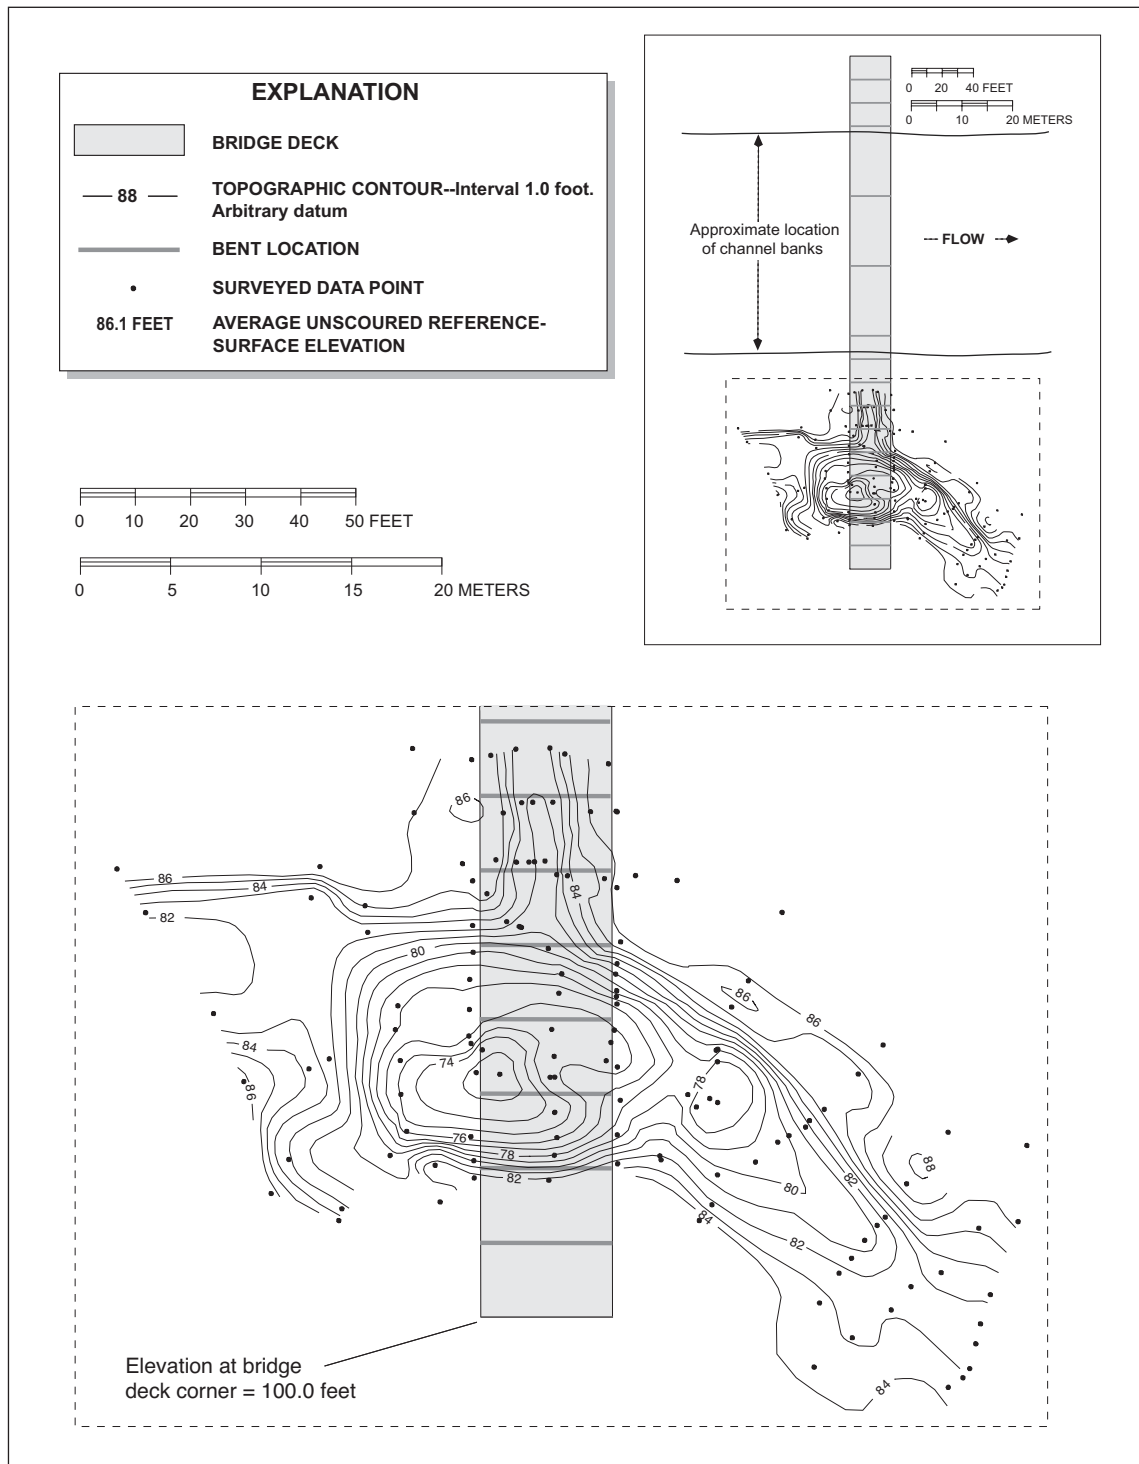 EXPLANATION
BRIDGE DECK
88
TOPOGRAPHIC CONTOUR--Interval 1.0 foot.
Arbitrary datum
BENT LOCATION
SURVEYED DATA POINT
86.1 FEET
AVERAGE UNSCOURED REFERENCE-
SURFACE ELEVATION
0 10 20 30 40 50 FEET
0 5 10 15 20 METERS
0 20 40 FEET
0 10 20 METERS
Approximate location
of channel banks
FLOW
86
86
84
82
84
80
86
86
84
86
74
78
76
78
82
88
80
82
84
82
84
Elevation at bridge
deck corner = 100.0 feet